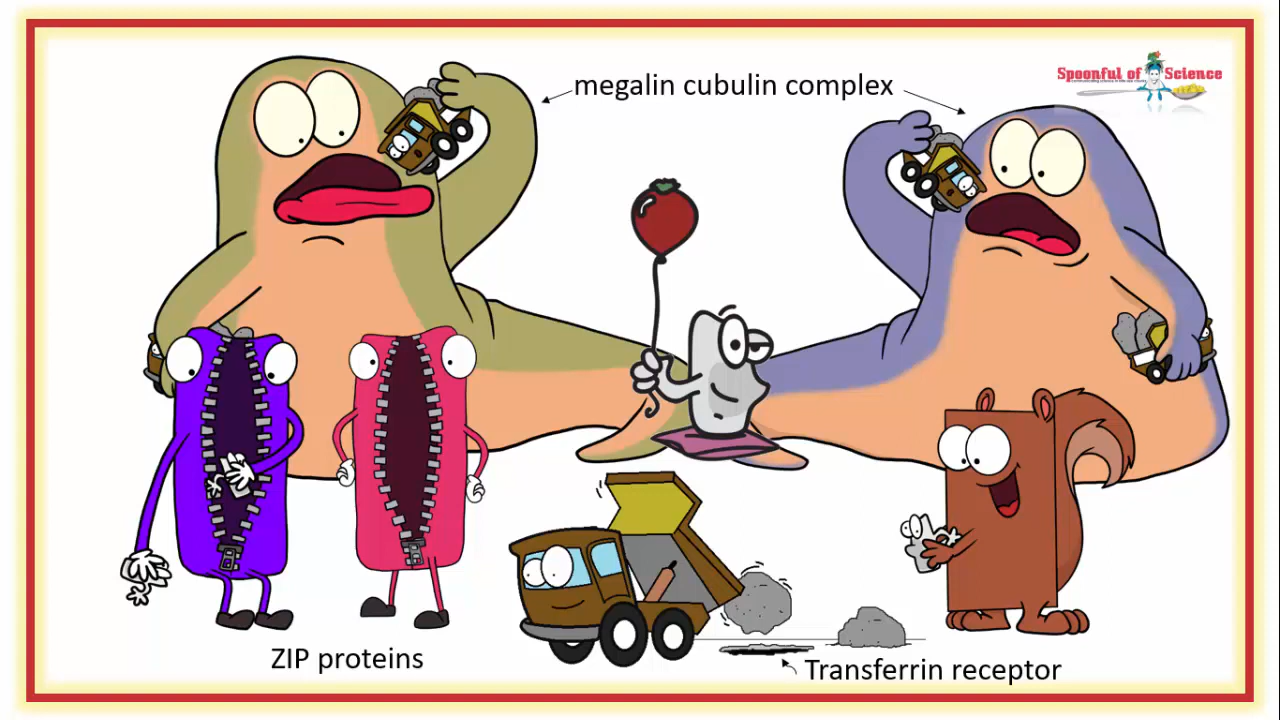 megalin cubulin complex
Spoonful of Science
ZIP proteins
Transferrin receptor